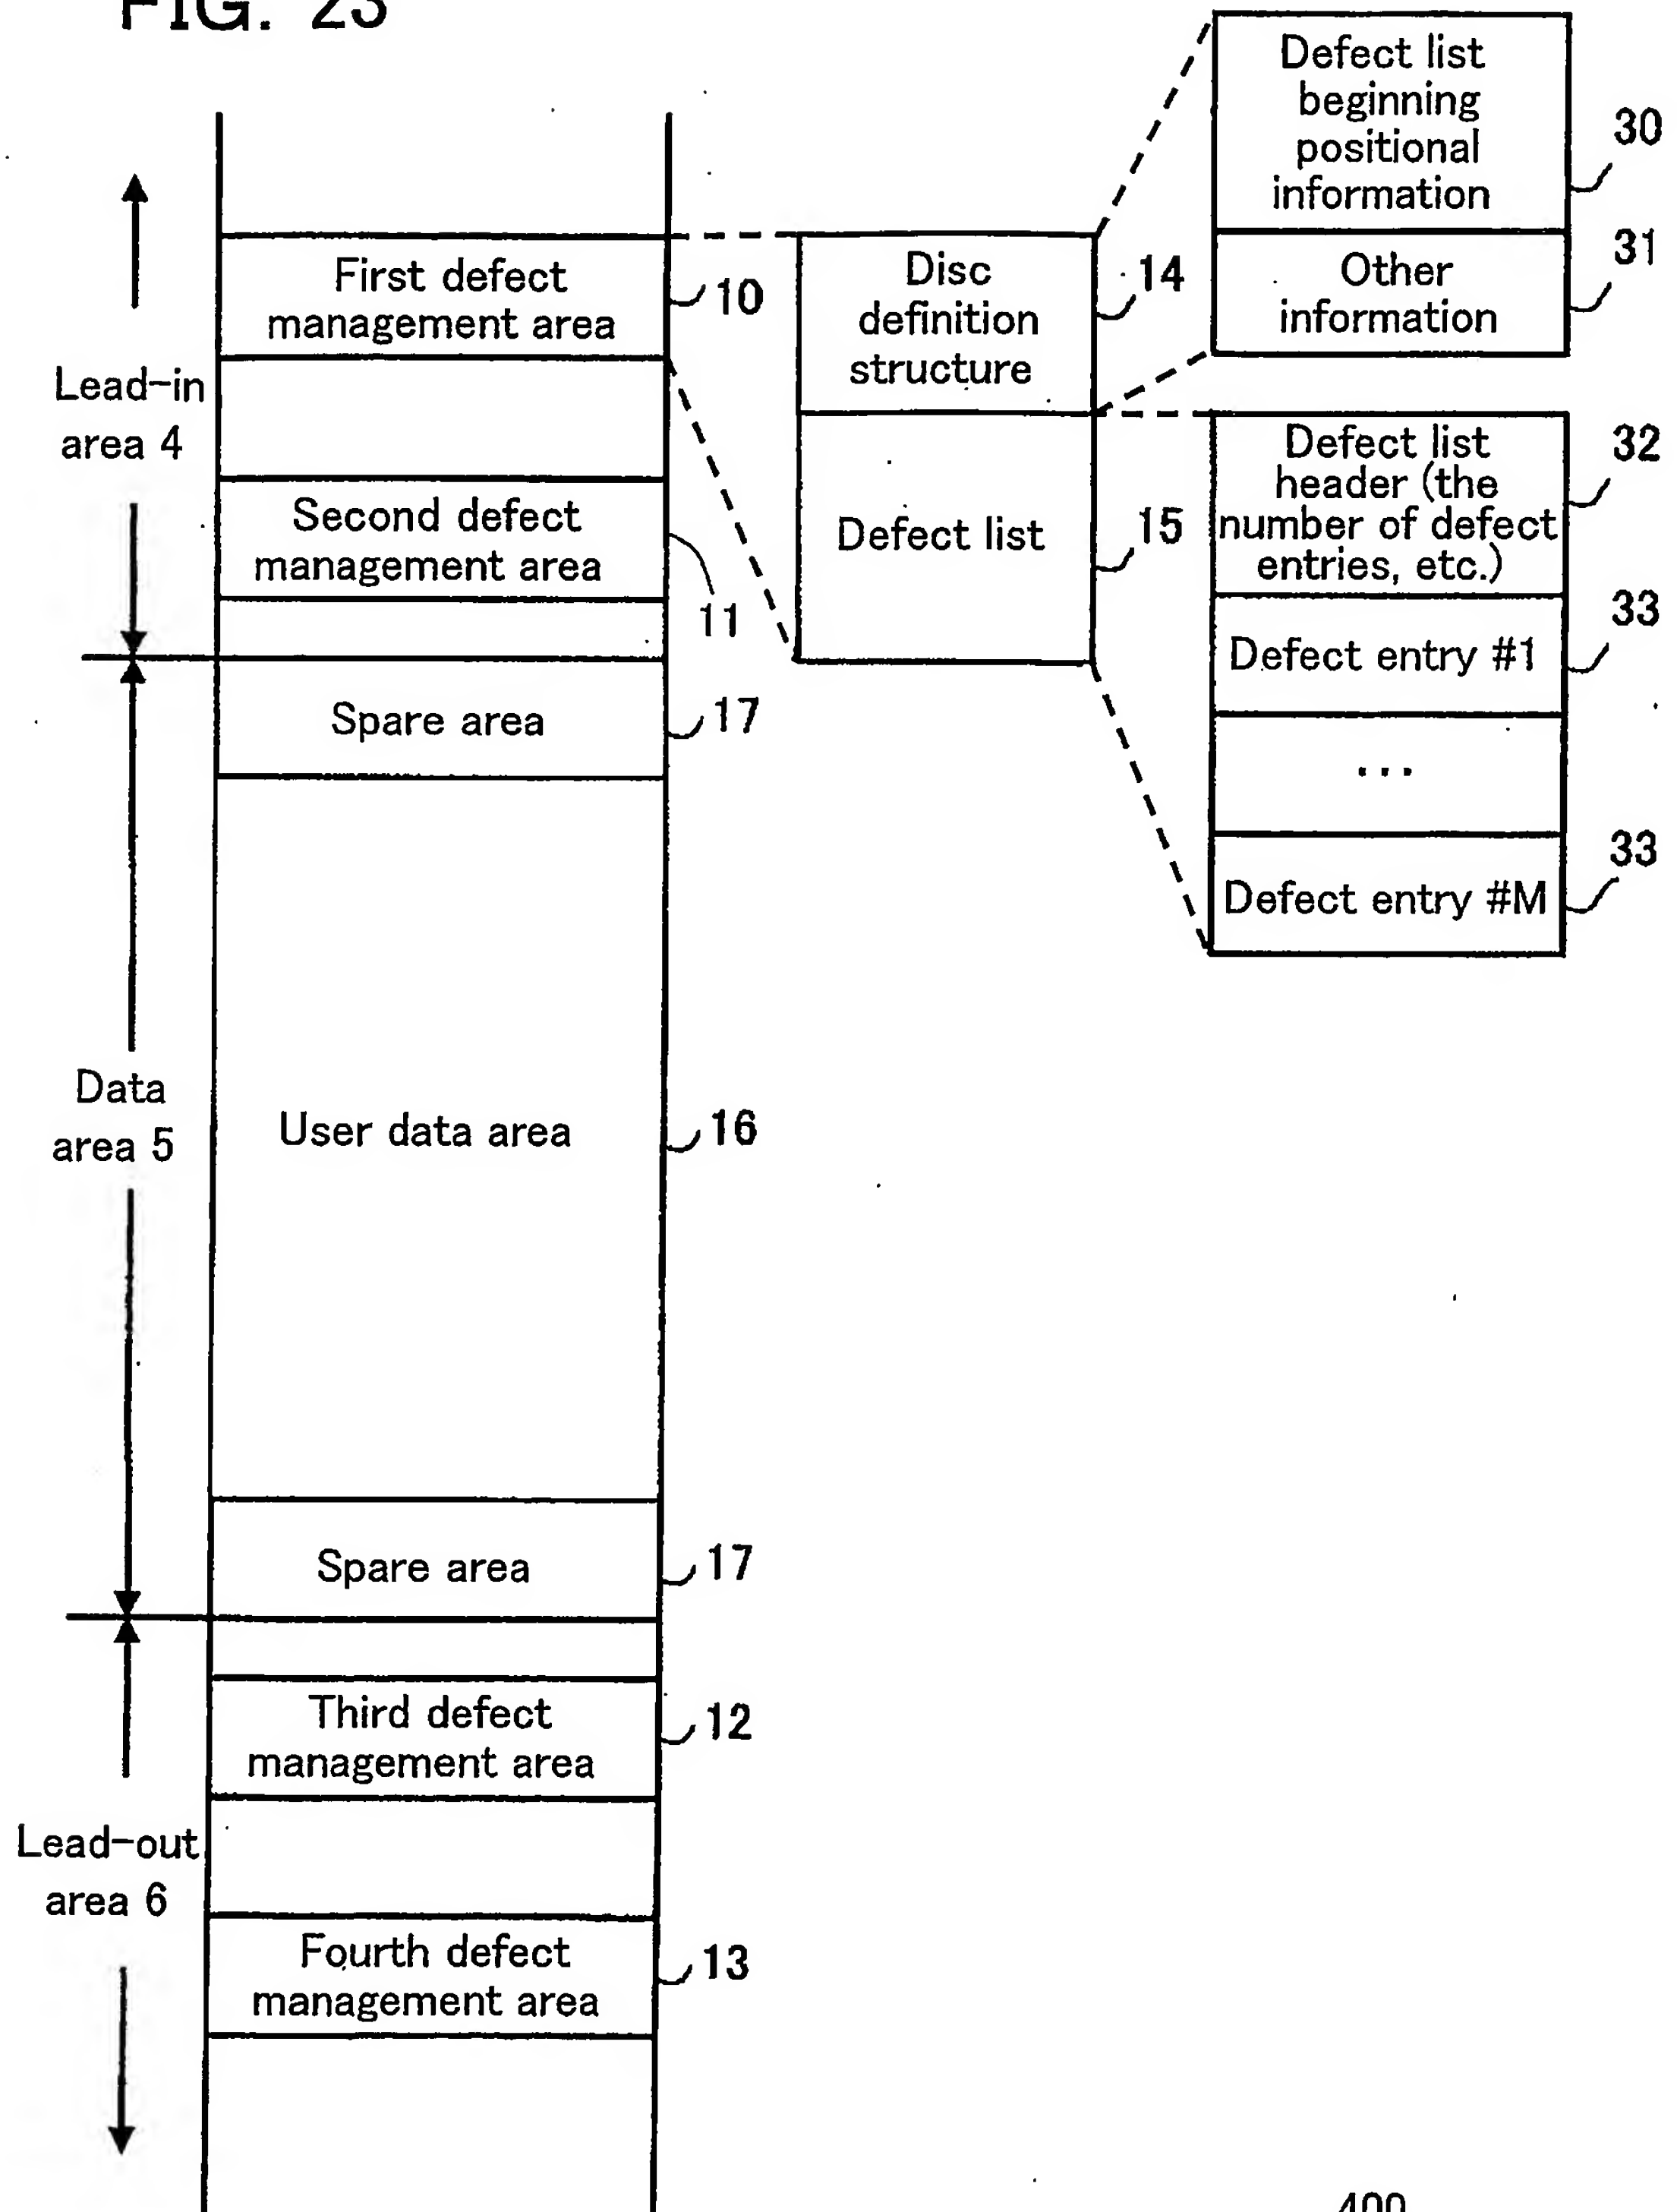 FIG. 23
Defect list
beginning
positional
information
30
Other
information
31
First defect
management area
10
Disc
definition
structure
14
Lead-in
area 4
Defect list
header (the
number of defect
entries, etc.)
32
Second defect
management area
11
Defect list
15
Defect entry #1
33
...
Defect entry #M
33
Spare area
17
Data
area 5
User data area
16
Spare area
17
Third defect
management area
12
Lead-out
area 6
Fourth defect
management area
13
400